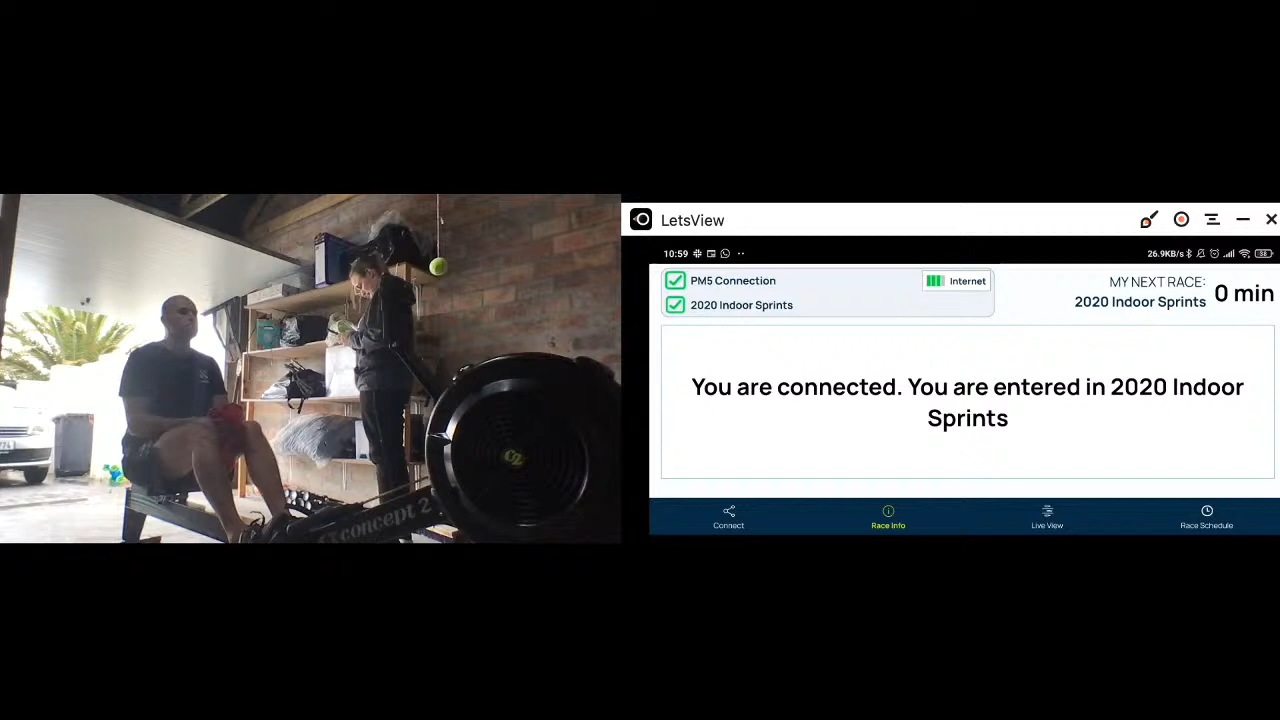 LetsView
10:59
26.9KB/s
58
PM5 Connection
Internet
2020 Indoor Sprints
MY NEXT RACE:
2020 Indoor Sprints
0 min
You are connected. You are entered in 2020 Indoor
Sprints
Connect
Race Info
Live View
Race Schedule
C2
concept 2